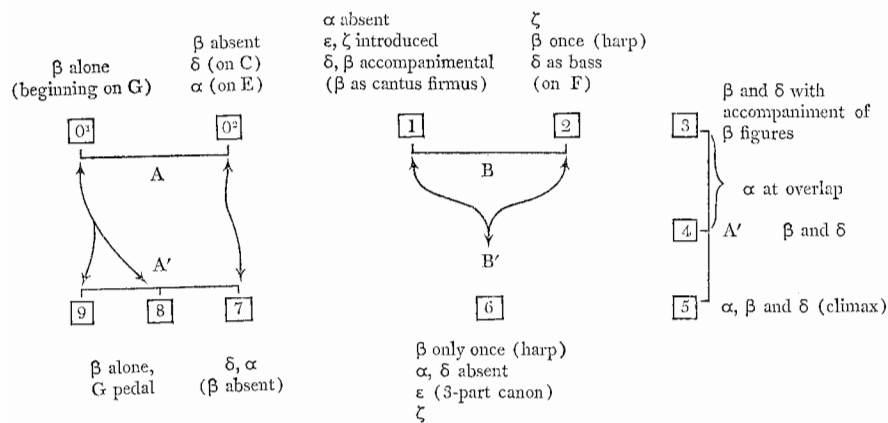 β alone
(beginning on G)
β absent
δ (on C)
α (on E)
0¹
0²
A
A′
9
8
7
β alone,
G pedal
δ, α
(β absent)
α absent
ε, ζ introduced
δ, β accompanimental
(β as cantus firmus)
ζ
β once (harp)
δ as bass
(on F)
1
2
B
B′
6
β only once (harp)
α, δ absent
ε (3-part canon)
ζ
3
β and δ with
accompaniment of
β figures
α at overlap
4
A′
β and δ
5
α, β and δ (climax)